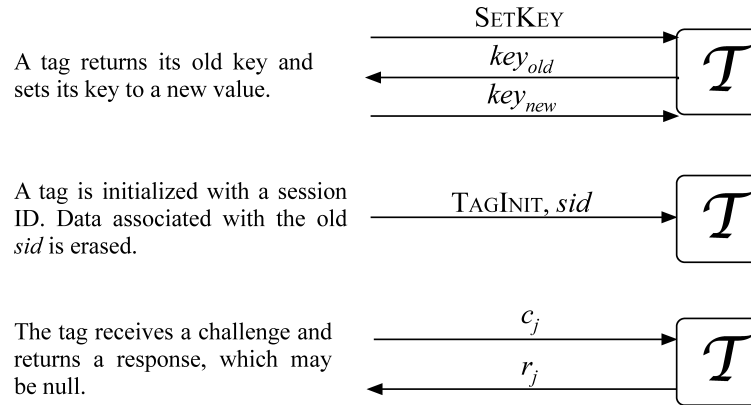 SETKEY
A tag returns its old key and
sets its key to a new value.
key_old
key_new
𝒯
A tag is initialized with a session
ID. Data associated with the old
sid is erased.
TAGINIT, sid
𝒯
The tag receives a challenge and
returns a response, which may
be null.
c_j
r_j
𝒯